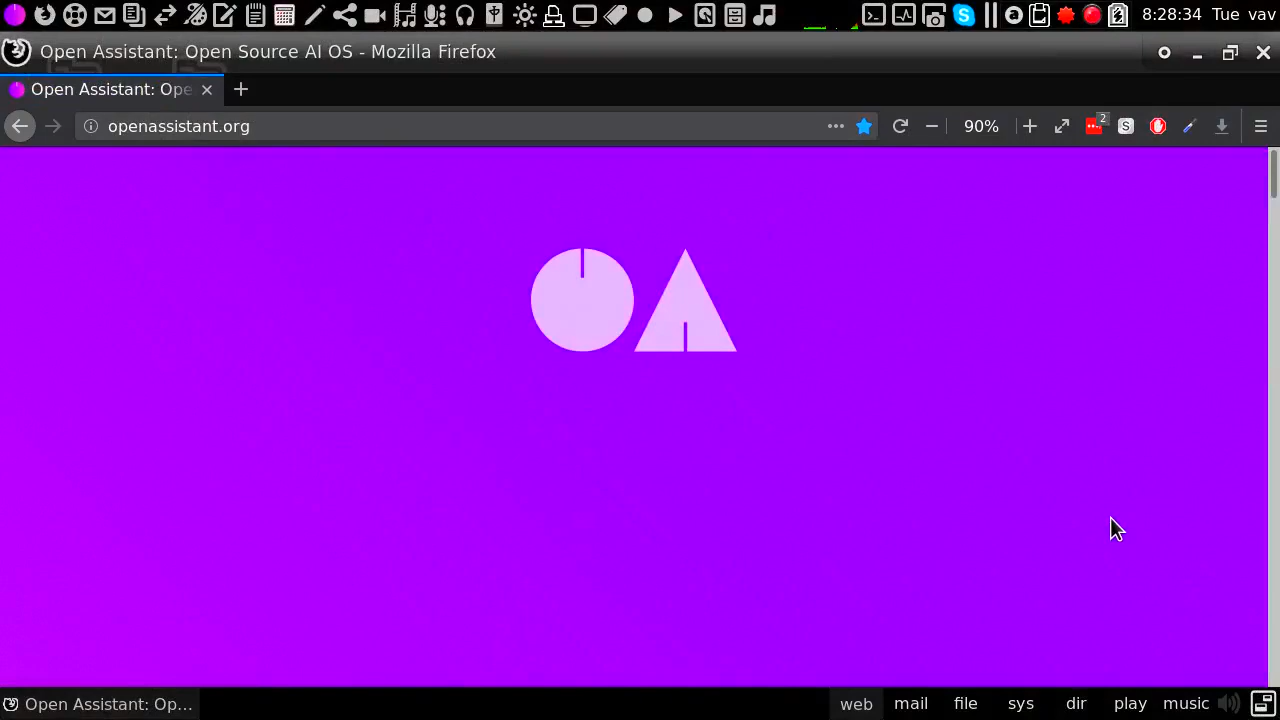 8:28:34 Tue vav
Open Assistant: Open Source AI OS - Mozilla Firefox
Open Assistant: Ope
openassistant.org
90%
2
S
Open Assistant: Op...
web mail file sys dir play music